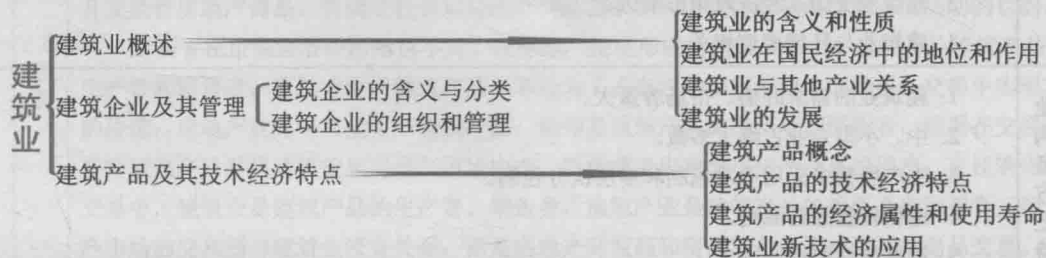 建筑业
建筑业概述
建筑业的含义和性质
建筑业在国民经济中的地位和作用
建筑业与其他产业关系
建筑业的发展
建筑企业及其管理
建筑企业的含义与分类
建筑企业的组织和管理
建筑产品及其技术经济特点
建筑产品概念
建筑产品的技术经济特点
建筑产品的经济属性和使用寿命
建筑业新技术的应用